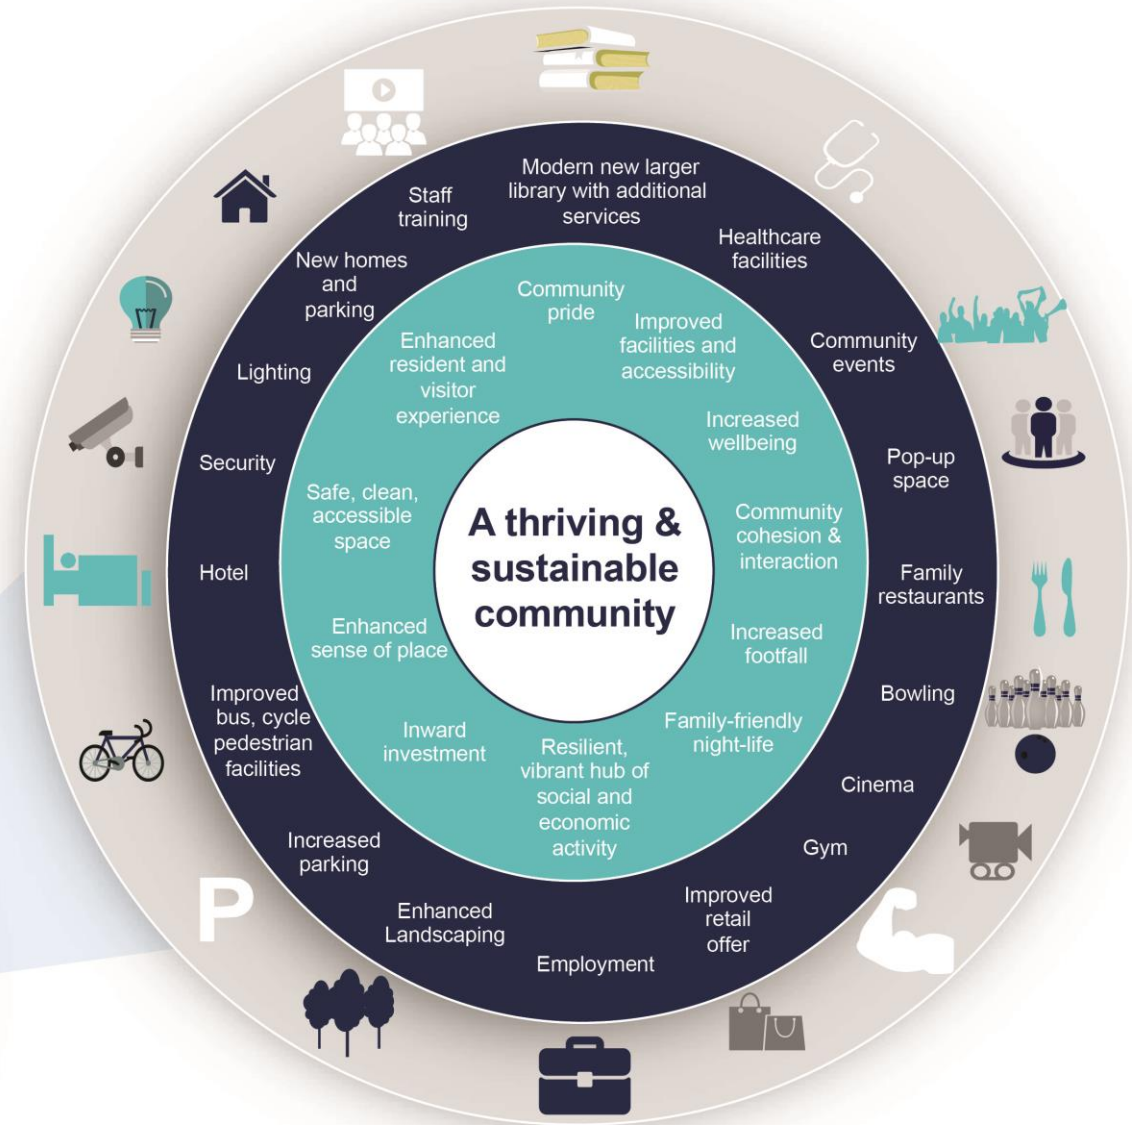 Modern new larger
library with additional
services
Healthcare
facilities
Community
events
Pop-up
space
Family
restaurants
Bowling
Cinema
Gym
Improved
retail
offer
Employment
Enhanced
Landscaping
Increased
parking
Improved
bus, cycle
pedestrian
facilities
Hotel
Security
Lighting
New homes
and
parking
Staff
training
Community
pride
Improved
facilities and
accessibility
Increased
wellbeing
Community
cohesion &
interaction
Increased
footfall
Family-friendly
night-life
Resilient,
vibrant hub of
social and
economic
activity
Inward
investment
Enhanced
sense of place
Safe, clean,
accessible
space
Enhanced
resident and
visitor
experience
A thriving &
sustainable
community
P